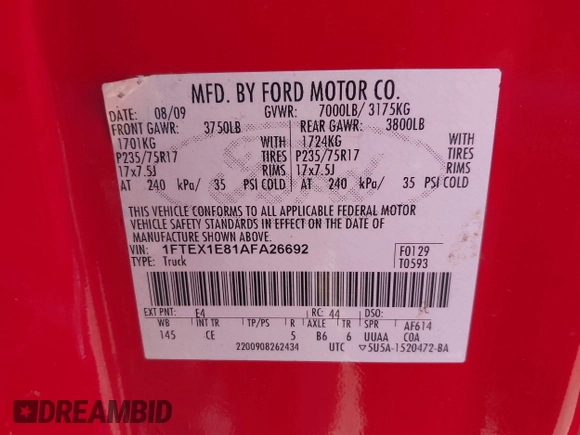 MFD. BY FORD MOTOR CO.
DATE: 08/09 GVWR: 7000LB/ 3175KG
FRONT GAWR: 3750LB REAR GAWR: 3800LB
1701KG WITH 1724KG WITH
P235/75R17 TIRES P235/75R17 TIRES
17x7.5J RIMS 17x7.5J RIMS
AT 240 kPa/ 35 PSI COLD AT 240 kPa/ 35 PSI COLD
THIS VEHICLE CONFORMS TO ALL APPLICABLE FEDERAL MOTOR
VEHICLE SAFETY STANDARDS IN EFFECT ON THE DATE OF
MANUFACTURE SHOWN ABOVE.
VIN: 1FTEX1E81AFA26692 F0129
TYPE: Truck T0593
EXT PNT: E4 RC: 44 DSO:
WB INT TR TP/PS R AXLE TR SPR AF614
145 CE 5 B6 6 UUAA COA
2200908262434 UTC 5U5A-1520472-BA
DREAMBID